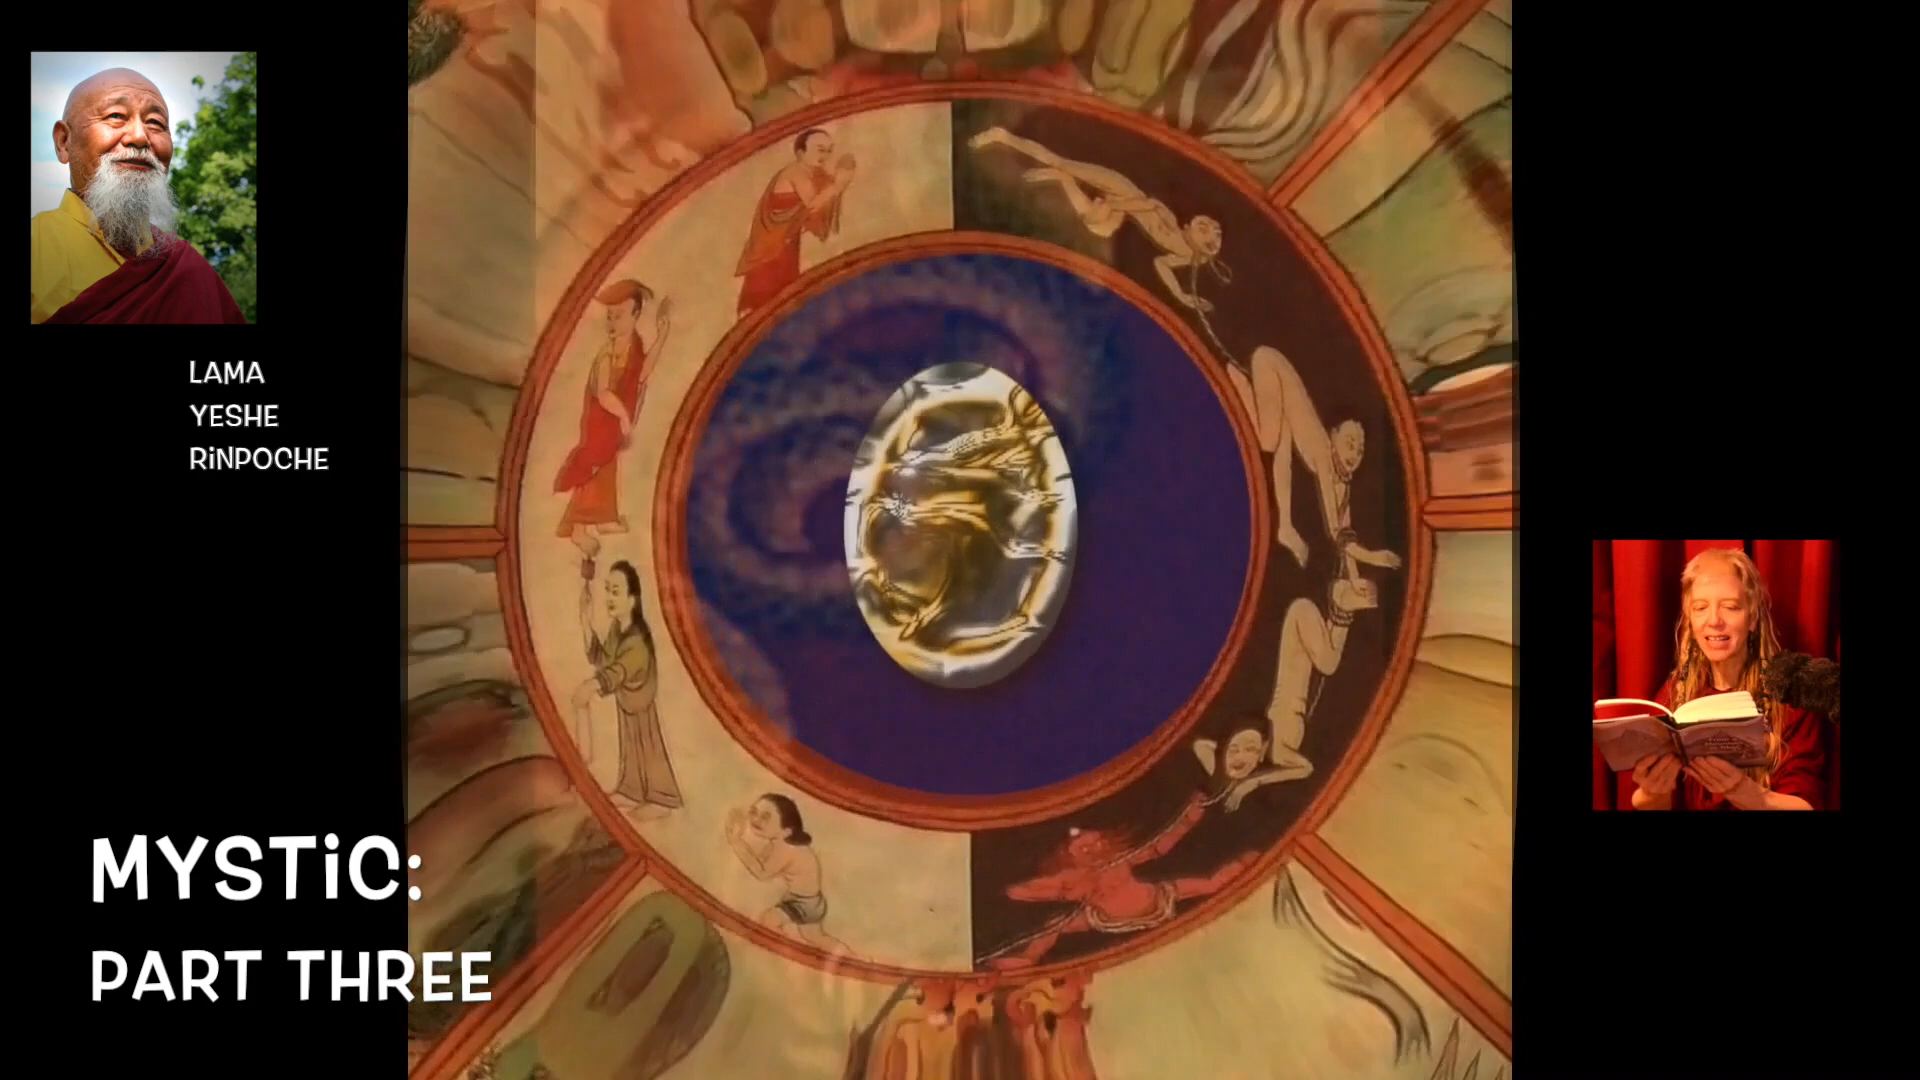 LAMA
YESHE
RiNPOCHE
MYSTiC:
PART THREE